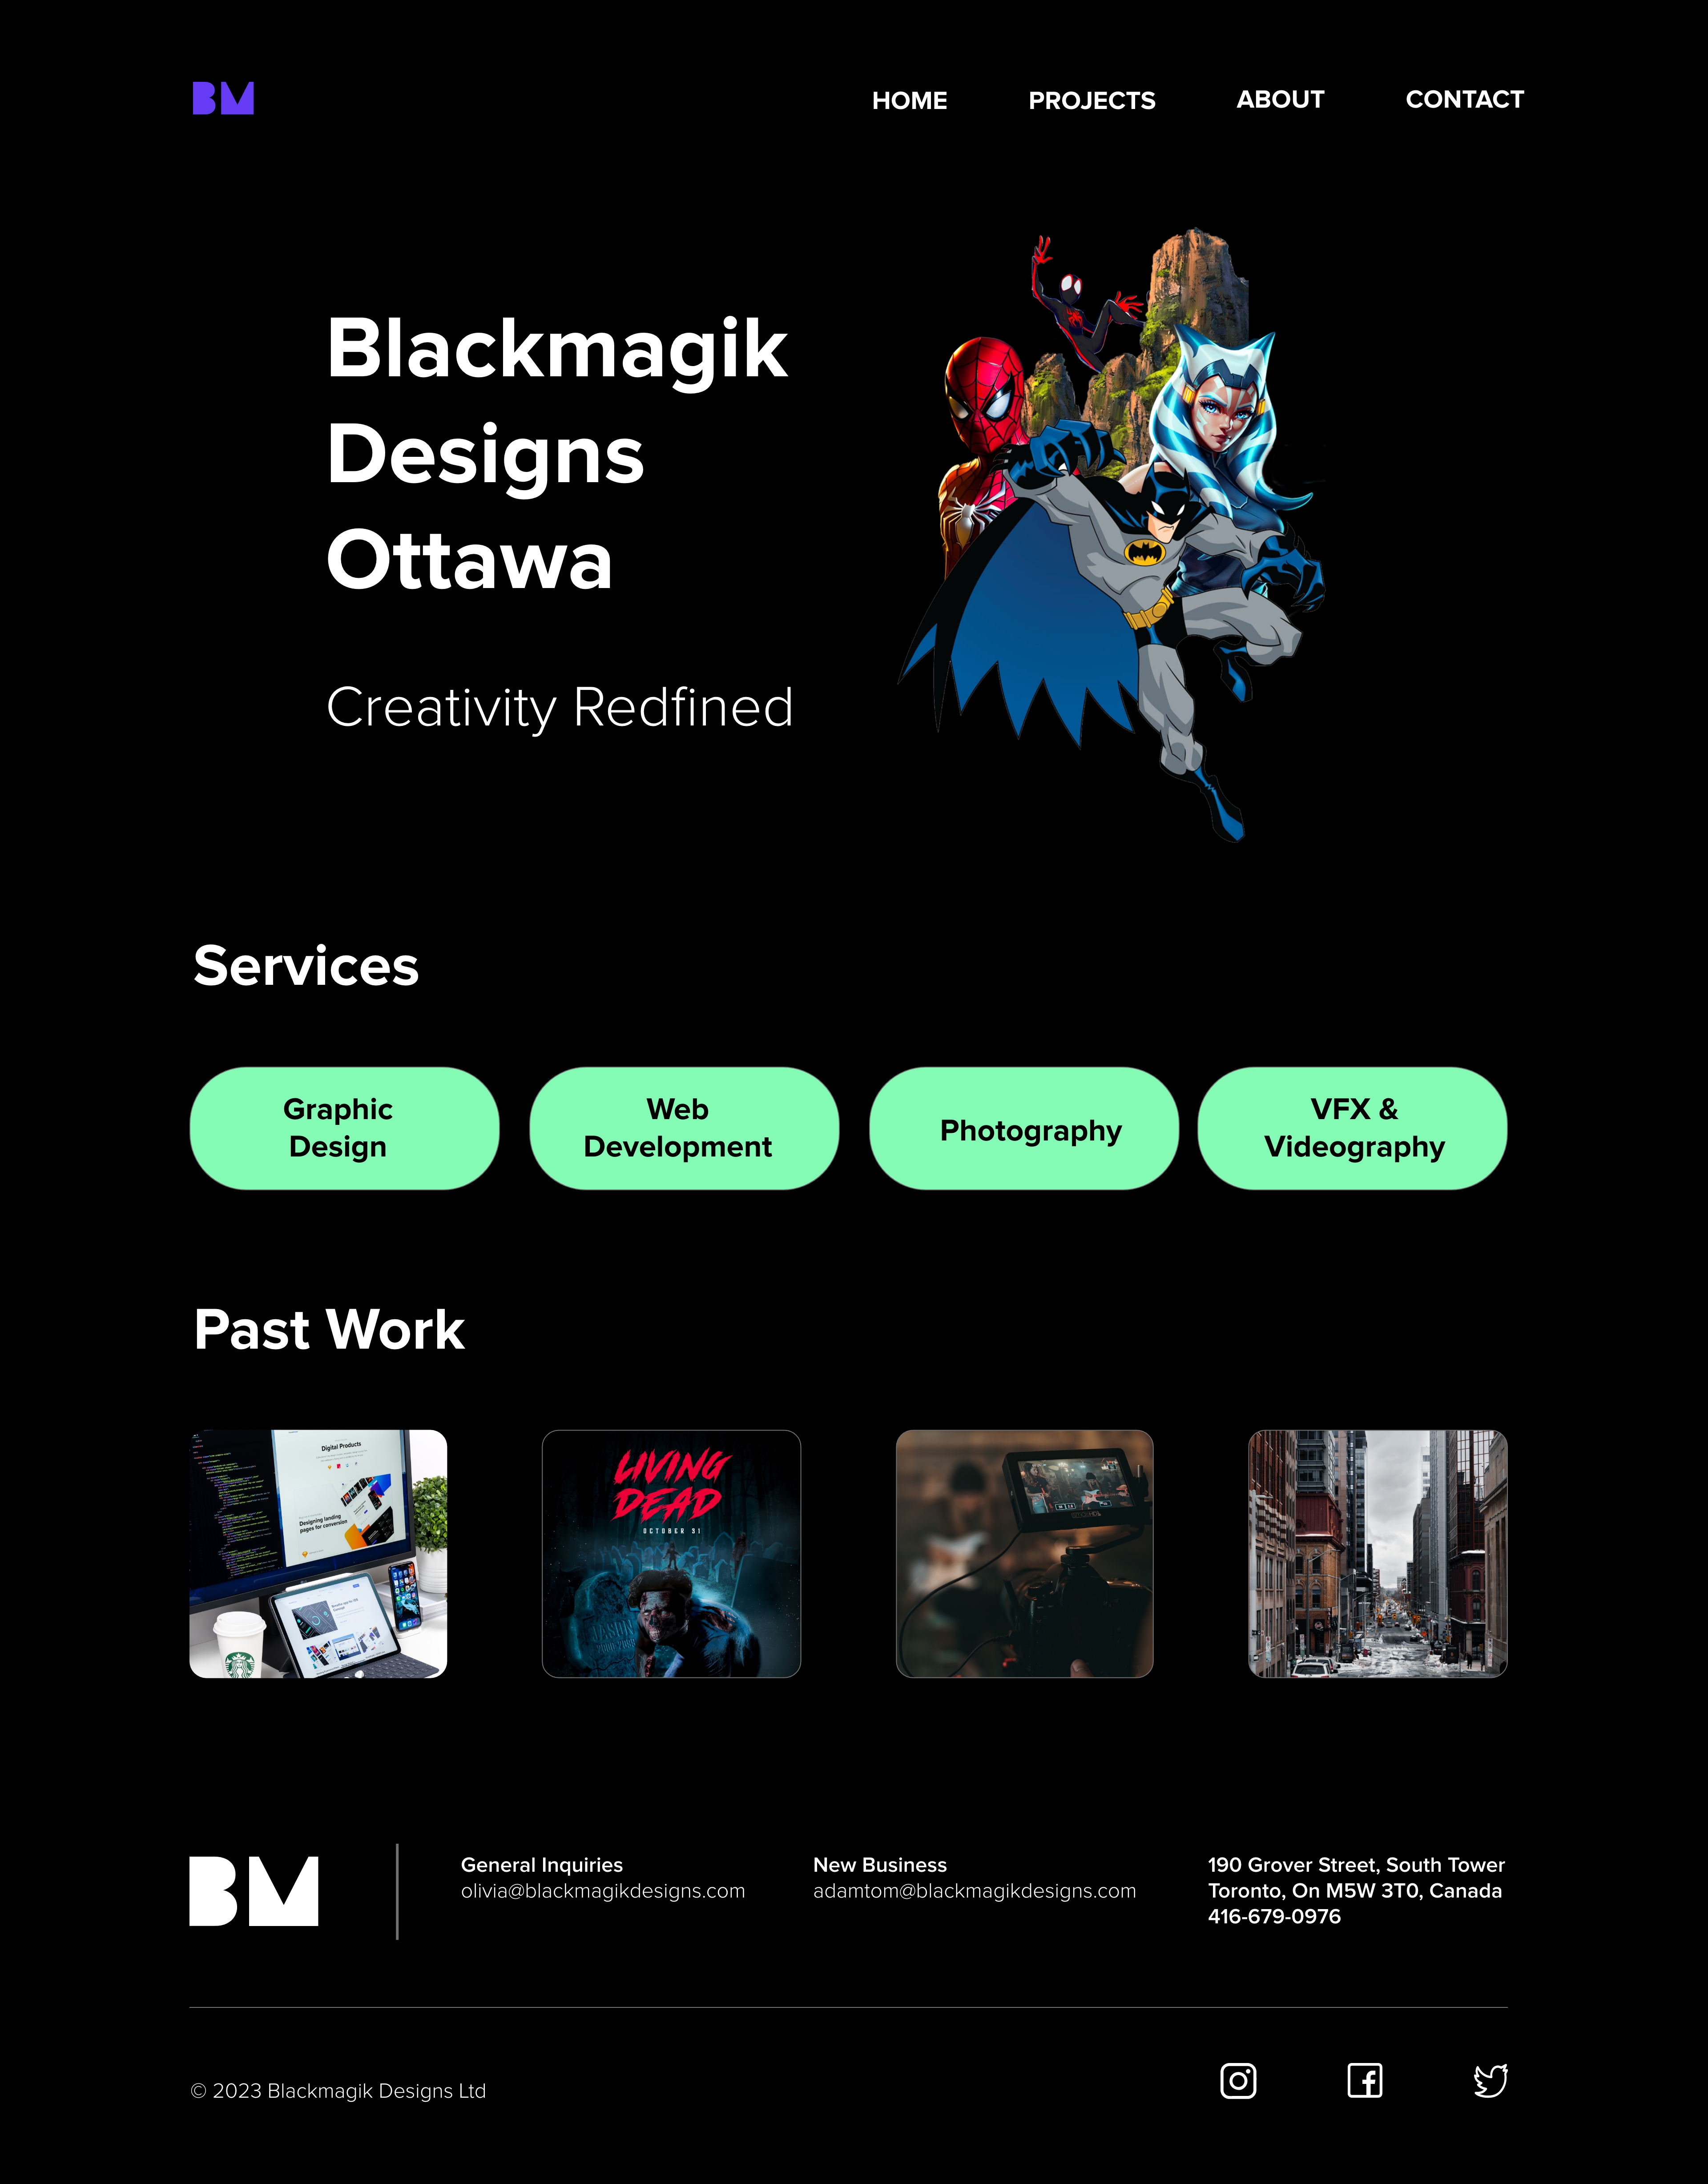 BM
HOME PROJECTS ABOUT CONTACT
Blackmagik
Designs
Ottawa
Creativity Redfined
Services
Graphic
Design
Web
Development
Photography
VFX &
Videography
Past Work
Digital Products
Designing landing
pages for conversion
LIVING
DEAD
OCTOBER 31
BM
General Inquiries
olivia@blackmagikdesigns.com
New Business
adamtom@blackmagikdesigns.com
190 Grover Street, South Tower
Toronto, On M5W 3T0, Canada
416-679-0976
© 2023 Blackmagik Designs Ltd